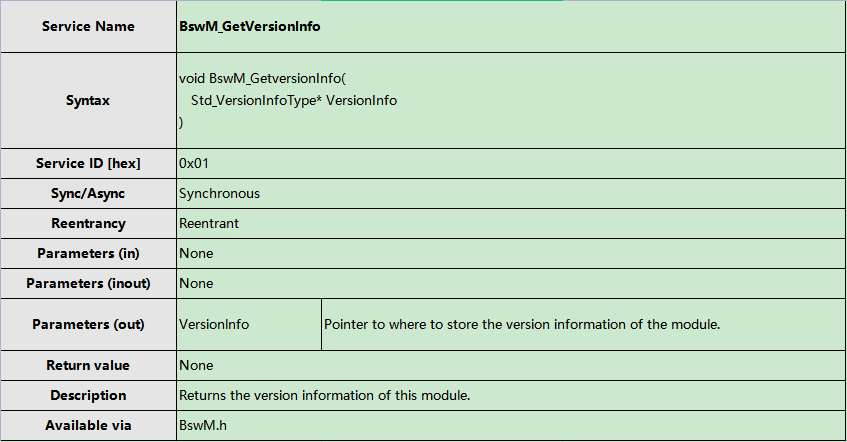 Service Name BswM_GetVersionInfo
Syntax void BswM_GetversionInfo(
Std_VersionInfoType* VersionInfo
)
Service ID [hex] 0x01
Sync/Async Synchronous
Reentrancy Reentrant
Parameters (in) None
Parameters (inout) None
Parameters (out) VersionInfo Pointer to where to store the version information of the module.
Return value None
Description Returns the version information of this module.
Available via BswM.h